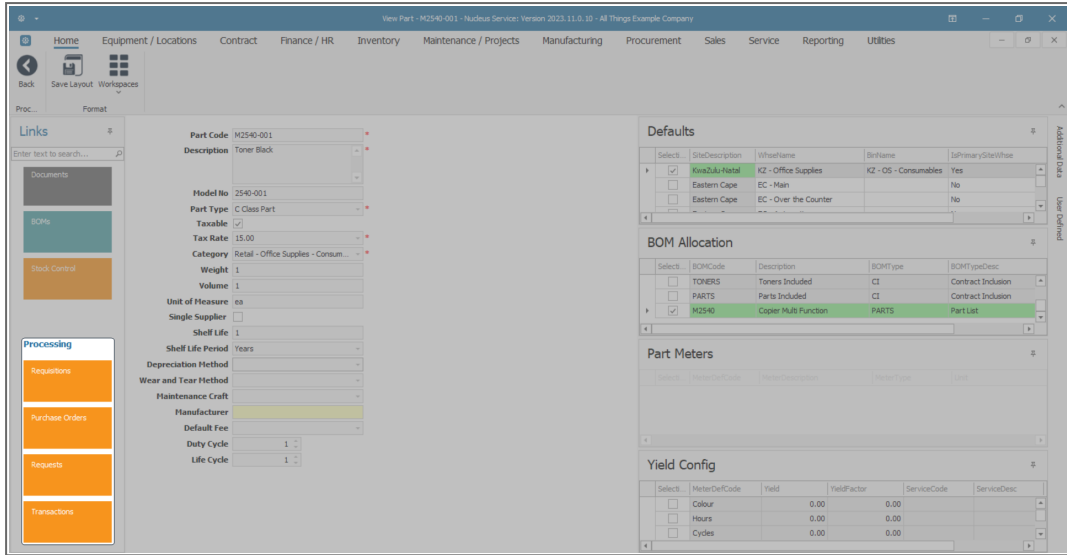 View Part - M2540-001 - Nucleus Service: Version 2023.11.0.10 - All Things Example Company
Home Equipment / Locations Contract Finance / HR Inventory Maintenance / Projects Manufacturing Procurement Sales Service Reporting Utilities
Back Save Layout Workspaces
Proc... Format
Links
Enter text to search...
Documents
BOMs
Stock Control
Processing
Requisitions
Purchase Orders
Requests
Transactions
Part Code M2540-001 *
Description Toner Black *
Model No 2540-001
Part Type C Class Part *
Taxable
Tax Rate 15.00 *
Category Retail - Office Supplies - Consum... *
Weight 1
Volume 1
Unit of Measure ea
Single Supplier
Shelf Life 1
Shelf Life Period Years
Depreciation Method
Wear and Tear Method
Maintenance Craft
Manufacturer
Default Fee
Duty Cycle 1
Life Cycle 1
Defaults
Selecti... SiteDescription WhseName BinName IsPrimarySiteWhse
KwaZulu-Natal KZ - Office Supplies KZ - OS - Consumables Yes
Eastern Cape EC - Main No
Eastern Cape EC - Over the Counter No
BOM Allocation
Selecti... BOMCode Description BOMType BOMTypeDesc
TONERS Toners Included CI Contract Inclusion
PARTS Parts Included CI Contract Inclusion
M2540 Copier Multi Function PARTS Part List
Part Meters
Selecti... MeterDefCode MeterDescription MeterType
Yield Config
Selecti... MeterDefCode Yield YieldFactor ServiceCode ServiceDesc
Colour 0.00 0.00
Hours 0.00 0.00
Cycles 0.00 0.00
Additional Data
User Defined